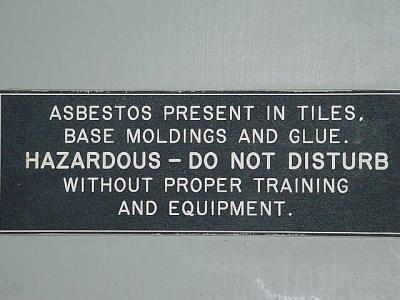 ASBESTOS PRESENT IN TILES,
BASE MOLDINGS AND GLUE.
HAZARDOUS – DO NOT DISTURB
WITHOUT PROPER TRAINING
AND EQUIPMENT.